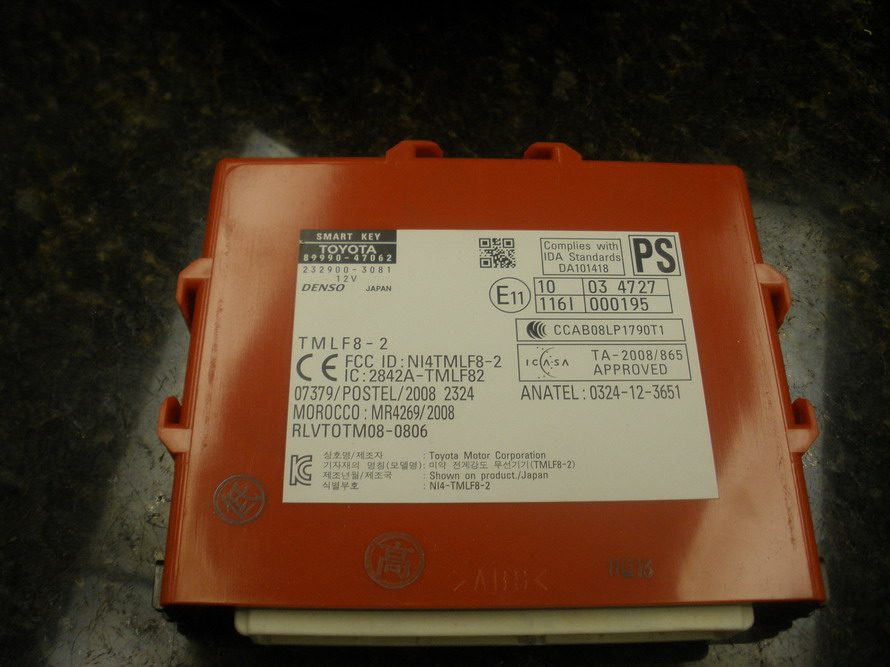 SMART KEY
TOYOTA
89990-47062
232900-3081
12V
DENSO JAPAN
Complies with
IDA Standards
DA101418
PS
E11
10 03 4727
116I 000195
CCAB08LP1790T1
ICASA
TA-2008/865
APPROVED
TMLF8-2
CE FCC ID:NI4TMLF8-2
IC:2842A-TMLF82
07379/POSTEL/2008 2324
ANATEL:0324-12-3651
MOROCCO:MR4269/2008
RLVTOTM08-0806
상호명/제조자 : Toyota Motor Corporation
기자재의 명칭(모델명) : 미약 전계강도 무선기기(TMLF8-2)
제조년월/제조국 : Shown on product./Japan
식별부호 : NI4-TMLF8-2
高
>ABS<